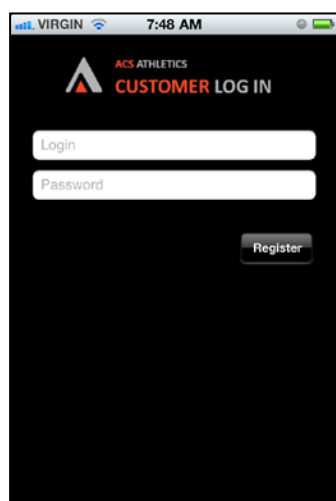 VIRGIN 7:48 AM
ACS ATHLETICS
CUSTOMER LOG IN
Login
Password
Register